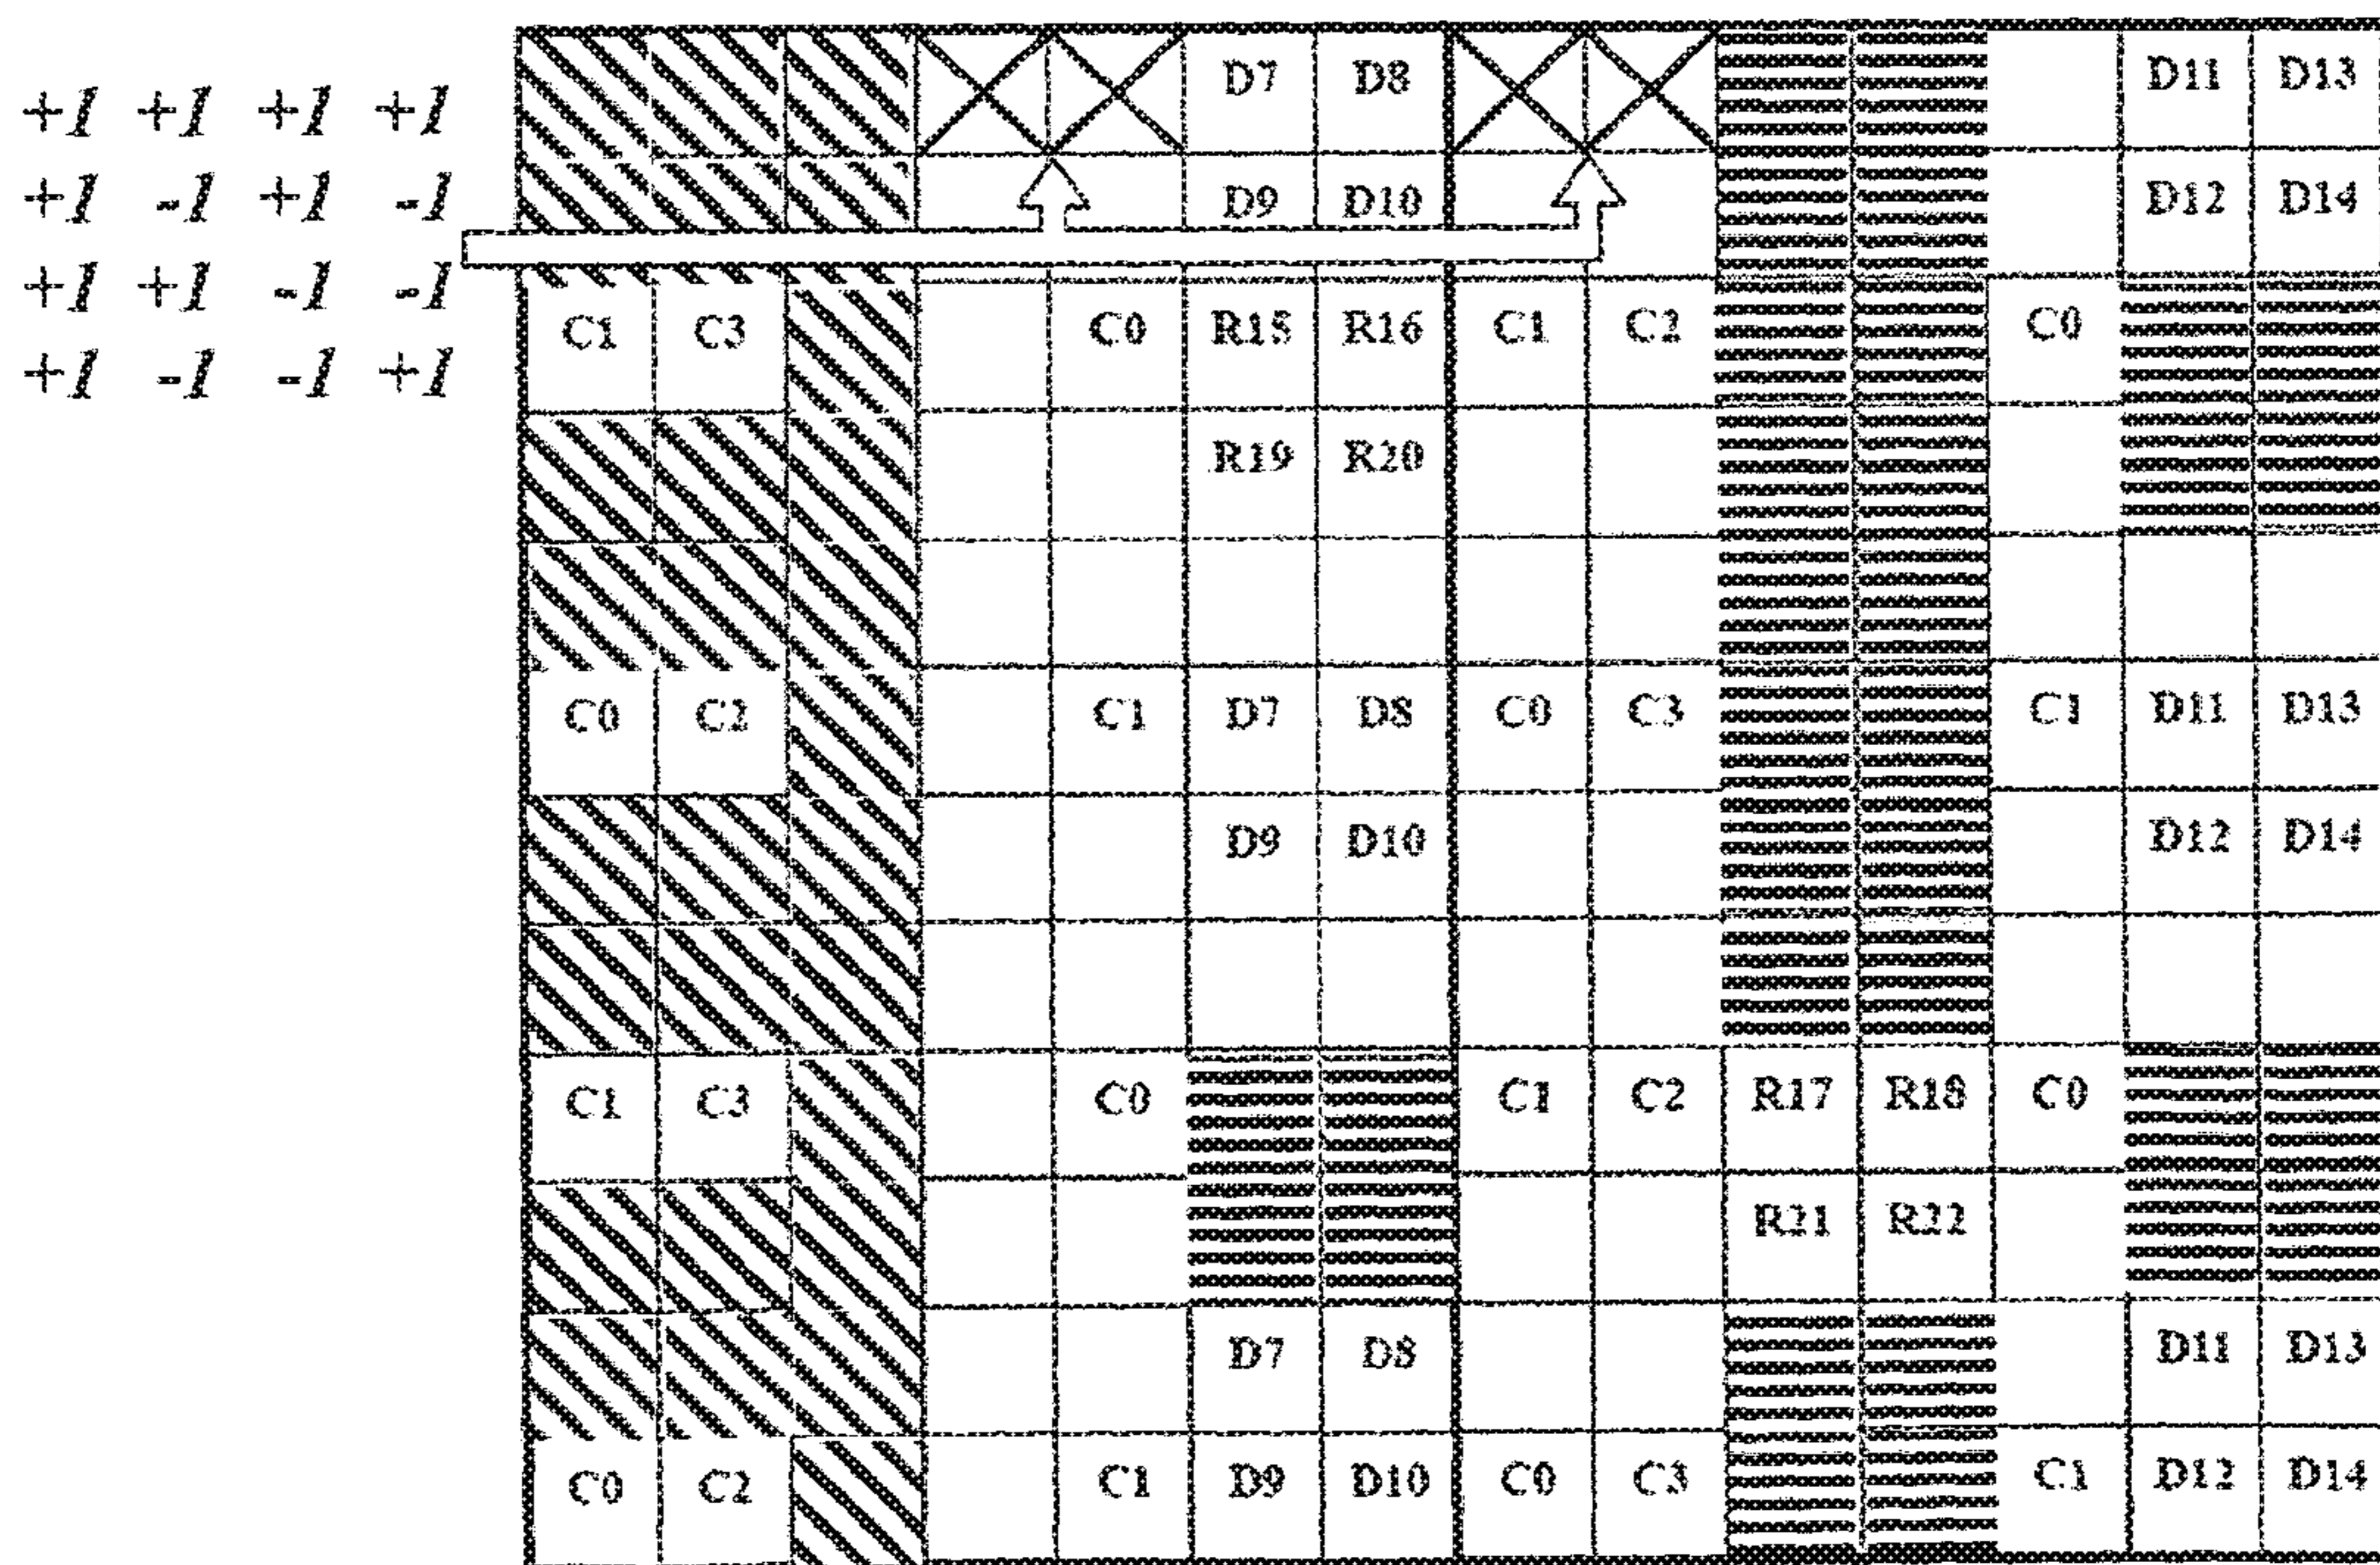 +1 +1 +1 +1
+1 -1 +1 -1
+1 +1 -1 -1
+1 -1 -1 +1
D7 D8 D11 D13
D9 D10 D12 D14
C1 C3 C0 R15 R16 C1 C2 C0
R19 R20
C0 C2 C1 D7 D8 C0 C3 C1 D11 D13
D9 D10 D12 D14
C1 C3 C0 C1 C2 R17 R18 C0
R21 R22
D7 D8 D11 D13
C0 C2 C1 D9 D10 C0 C3 C1 D12 D14